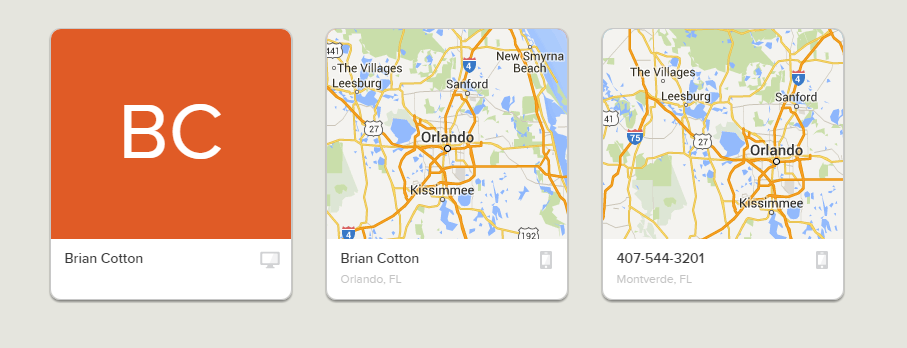 BC
Brian Cotton
441
The Villages
Leesburg
4
New Smyrna
Beach
Sanford
27
Orlando
Kissimmee
4
192
Brian Cotton
Orlando, FL
The Villages
Leesburg
4
Sanford
41
75
27
Orlando
Kissimmee
407-544-3201
Montverde, FL